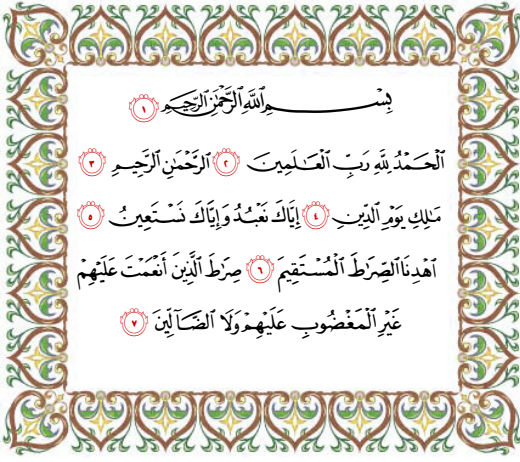 بِسْمِ ٱللَّهِ ٱلرَّحْمَٰنِ ٱلرَّحِيمِ ١
ٱلْحَمْدُ لِلَّهِ رَبِّ ٱلْعَـٰلَمِينَ ٢ ٱلرَّحْمَٰنِ ٱلرَّحِيمِ ٣
مَـٰلِكِ يَوْمِ ٱلدِّينِ ٤ إِيَّاكَ نَعْبُدُ وَإِيَّاكَ نَسْتَعِينُ ٥
ٱهْدِنَا ٱلصِّرَٰطَ ٱلْمُسْتَقِيمَ ٦ صِرَٰطَ ٱلَّذِينَ أَنْعَمْتَ عَلَيْهِمْ
غَيْرِ ٱلْمَغْضُوبِ عَلَيْهِمْ وَلَا ٱلضَّآلِّينَ ٧